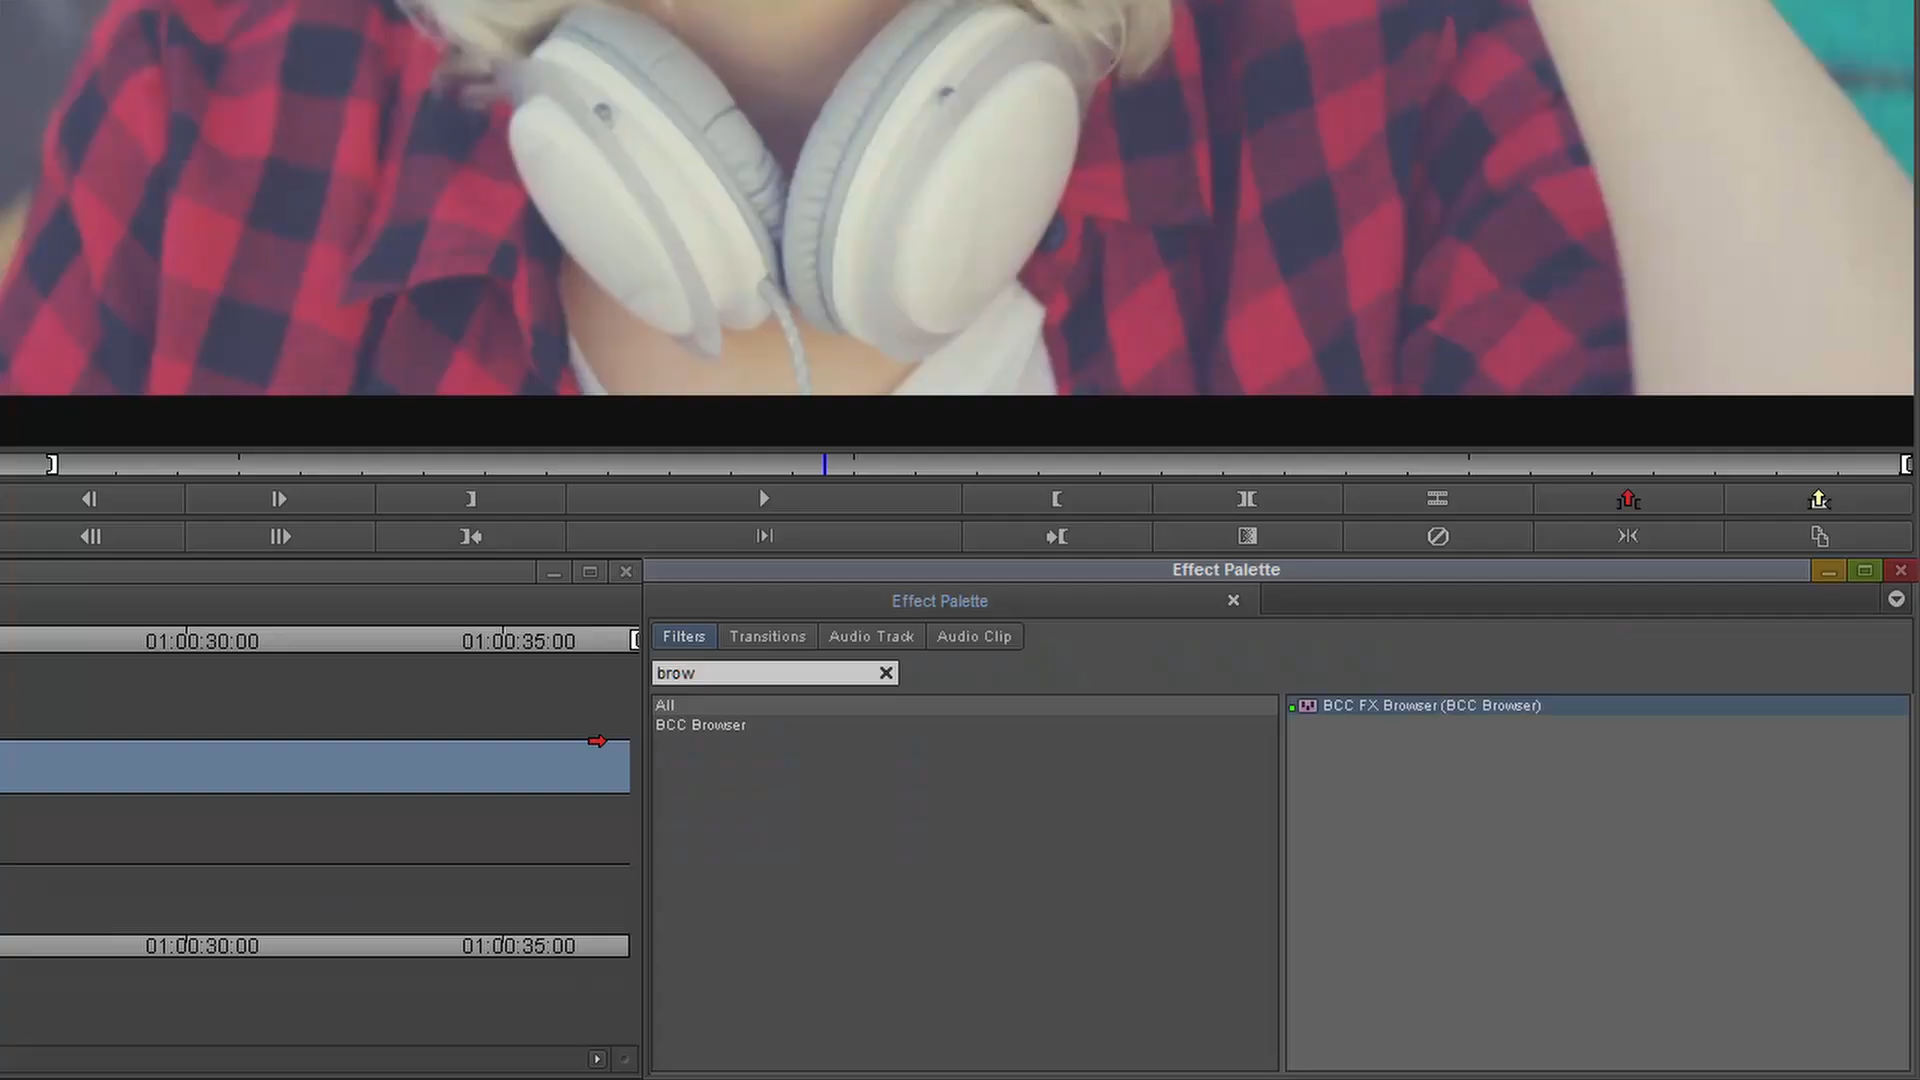 Effect Palette
Effect Palette
Filters Transitions Audio Track Audio Clip
brow
All
BCC Browser
BCC FX Browser (BCC Browser)
01:00:30:00 01:00:35:00
01:00:30:00 01:00:35:00